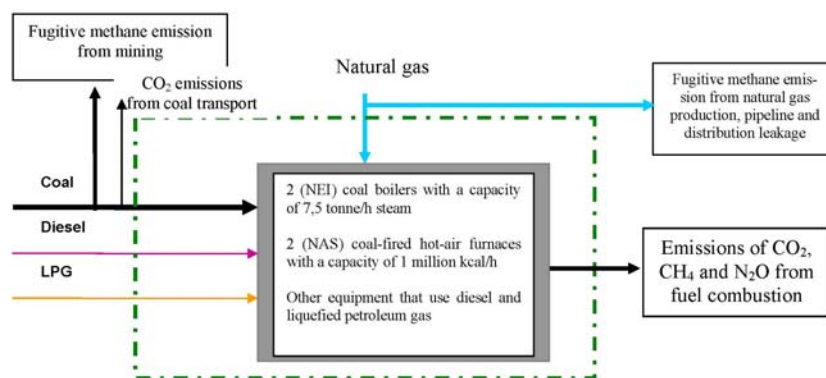 Fugitive methane emission
from mining
CO₂ emissions
from coal transport
Natural gas
Fugitive methane emis-
sion from natural gas
production, pipeline and
distribution leakage
Coal
Diesel
LPG
2 (NEI) coal boilers with a capacity
of 7,5 tonne/h steam
2 (NAS) coal-fired hot-air furnaces
with a capacity of 1 million kcal/h
Other equipment that use diesel and
liquefied petroleum gas
Emissions of CO₂,
CH₄ and N₂O from
fuel combustion